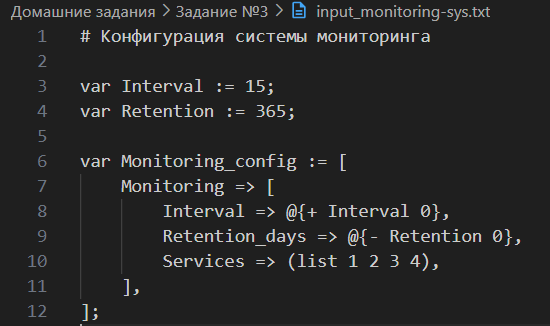 Домашние задания > Задание №3 > input_monitoring-sys.txt
1 # Конфигурация системы мониторинга
2
3 var Interval := 15;
4 var Retention := 365;
5
6 var Monitoring_config := [
7     Monitoring => [
8         Interval => @{+ Interval 0},
9         Retention_days => @{- Retention 0},
10         Services => (list 1 2 3 4),
11     ],
12 ];